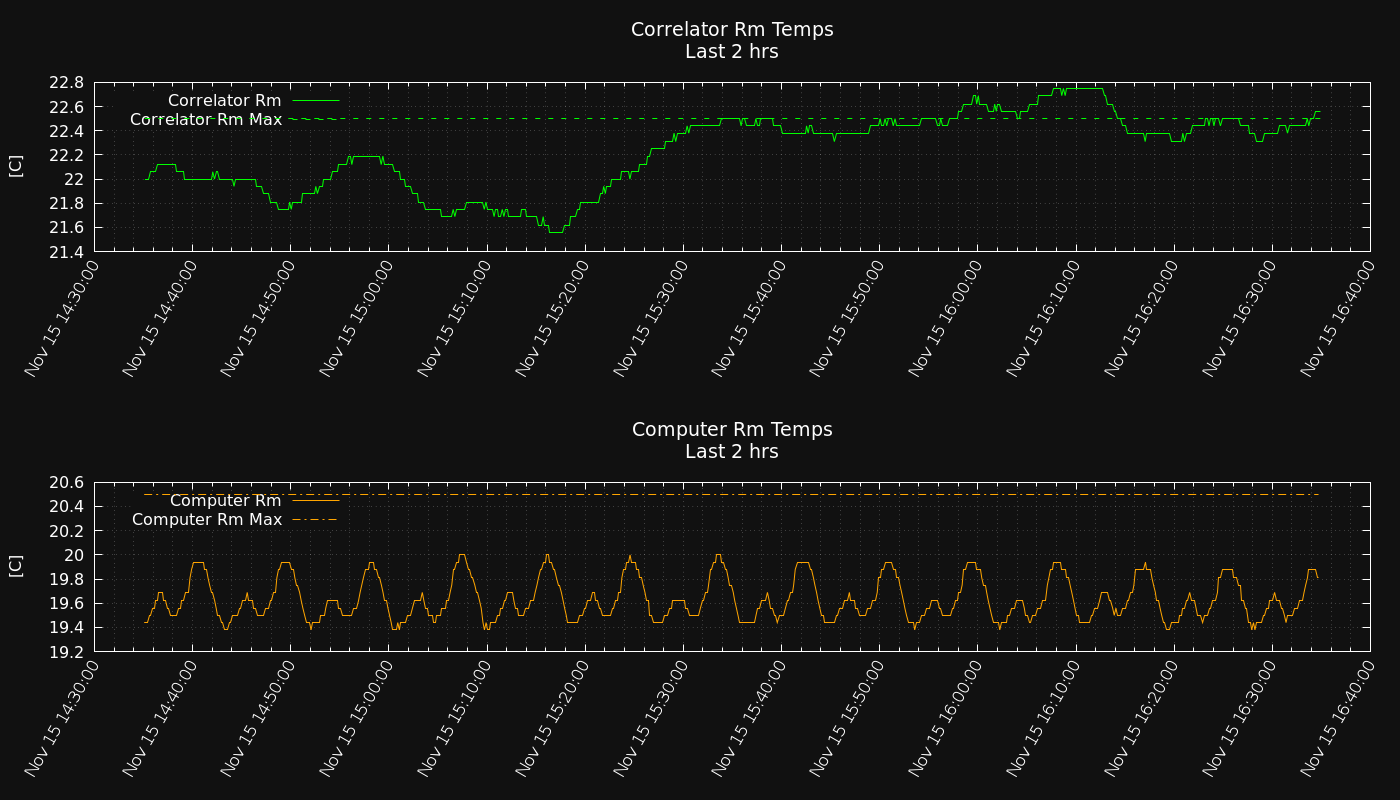 Correlator Rm Temps
Last 2 hrs
22.8
22.6
22.4
22.2
22
21.8
21.6
21.4
[C]
Correlator Rm
Correlator Rm Max
Nov 15 14:30:00
Nov 15 14:40:00
Nov 15 14:50:00
Nov 15 15:00:00
Nov 15 15:10:00
Nov 15 15:20:00
Nov 15 15:30:00
Nov 15 15:40:00
Nov 15 15:50:00
Nov 15 16:00:00
Nov 15 16:10:00
Nov 15 16:20:00
Nov 15 16:30:00
Nov 15 16:40:00
Computer Rm Temps
Last 2 hrs
20.6
20.4
20.2
20
19.8
19.6
19.4
19.2
[C]
Computer Rm
Computer Rm Max
Nov 15 14:30:00
Nov 15 14:40:00
Nov 15 14:50:00
Nov 15 15:00:00
Nov 15 15:10:00
Nov 15 15:20:00
Nov 15 15:30:00
Nov 15 15:40:00
Nov 15 15:50:00
Nov 15 16:00:00
Nov 15 16:10:00
Nov 15 16:20:00
Nov 15 16:30:00
Nov 15 16:40:00